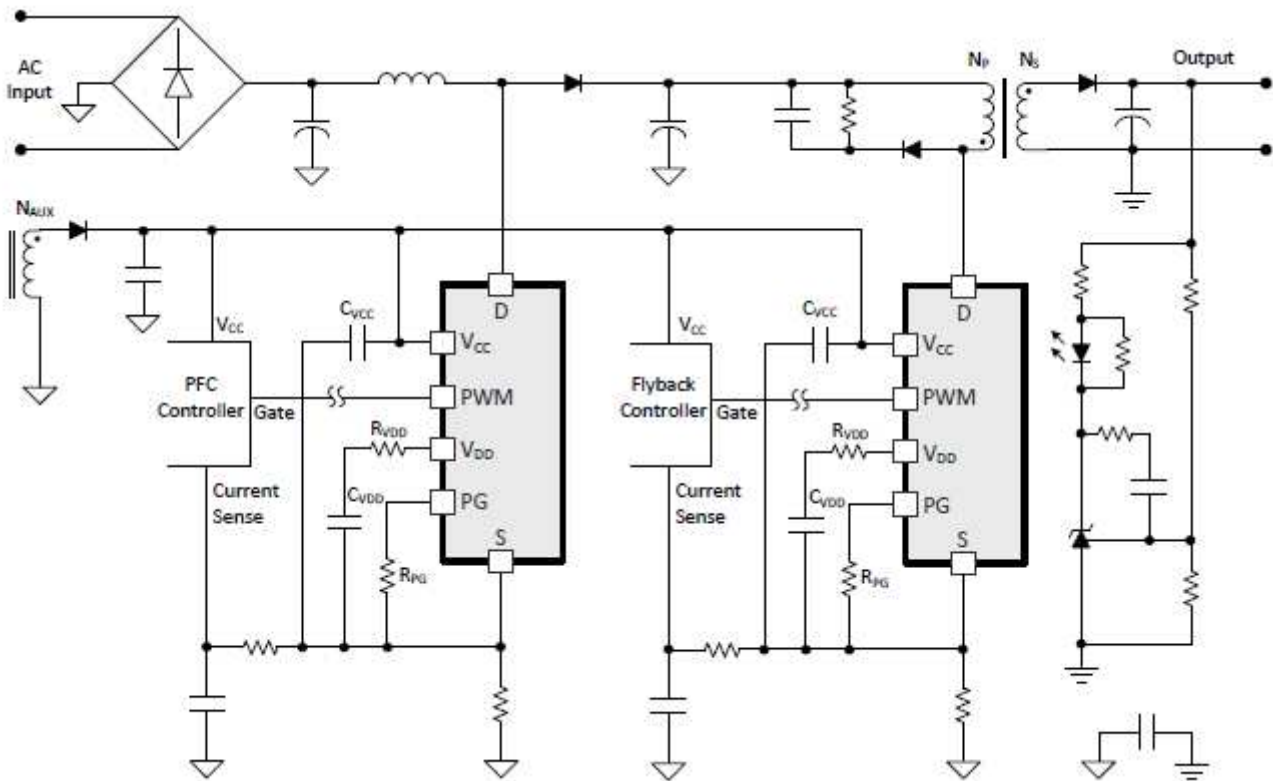 AC
Input
N_P
N_S
Output
N_AUX
V_CC
PFC
Controller
Gate
Current
Sense
C_VCC
R_VDD
C_VDD
R_PG
D
V_CC
PWM
V_DD
PG
S
V_CC
Flyback
Controller
Gate
Current
Sense
C_VCC
R_VDD
C_VDD
R_PG
D
V_CC
PWM
V_DD
PG
S